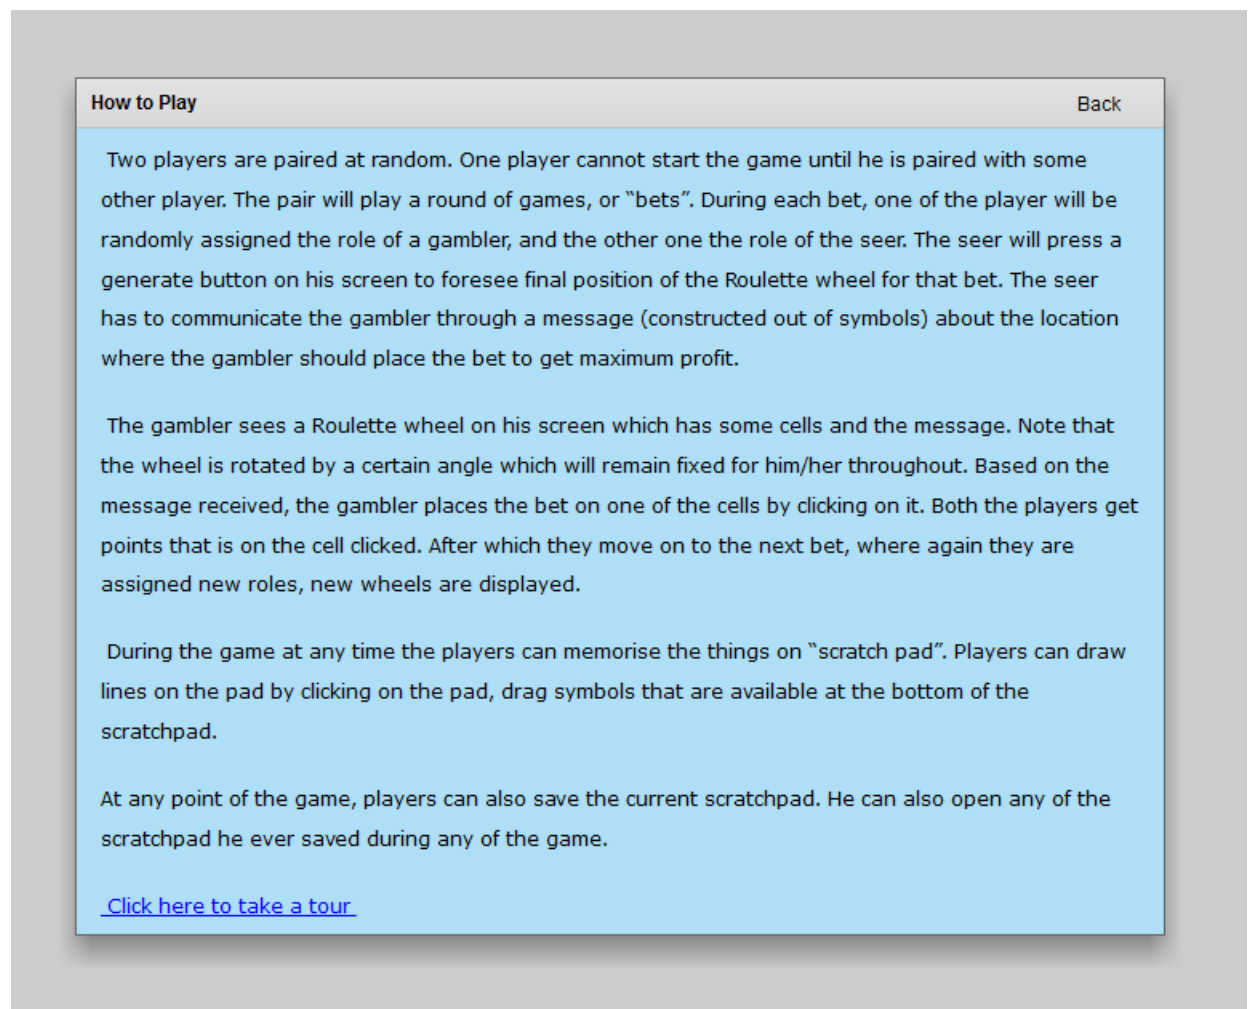 How to Play
Back
Two players are paired at random. One player cannot start the game until he is paired with some
other player. The pair will play a round of games, or “bets”. During each bet, one of the player will be
randomly assigned the role of a gambler, and the other one the role of the seer. The seer will press a
generate button on his screen to foresee final position of the Roulette wheel for that bet. The seer
has to communicate the gambler through a message (constructed out of symbols) about the location
where the gambler should place the bet to get maximum profit.
The gambler sees a Roulette wheel on his screen which has some cells and the message. Note that
the wheel is rotated by a certain angle which will remain fixed for him/her throughout. Based on the
message received, the gambler places the bet on one of the cells by clicking on it. Both the players get
points that is on the cell clicked. After which they move on to the next bet, where again they are
assigned new roles, new wheels are displayed.
During the game at any time the players can memorise the things on “scratch pad”. Players can draw
lines on the pad by clicking on the pad, drag symbols that are available at the bottom of the
scratchpad.
At any point of the game, players can also save the current scratchpad. He can also open any of the
scratchpad he ever saved during any of the game.
Click here to take a tour